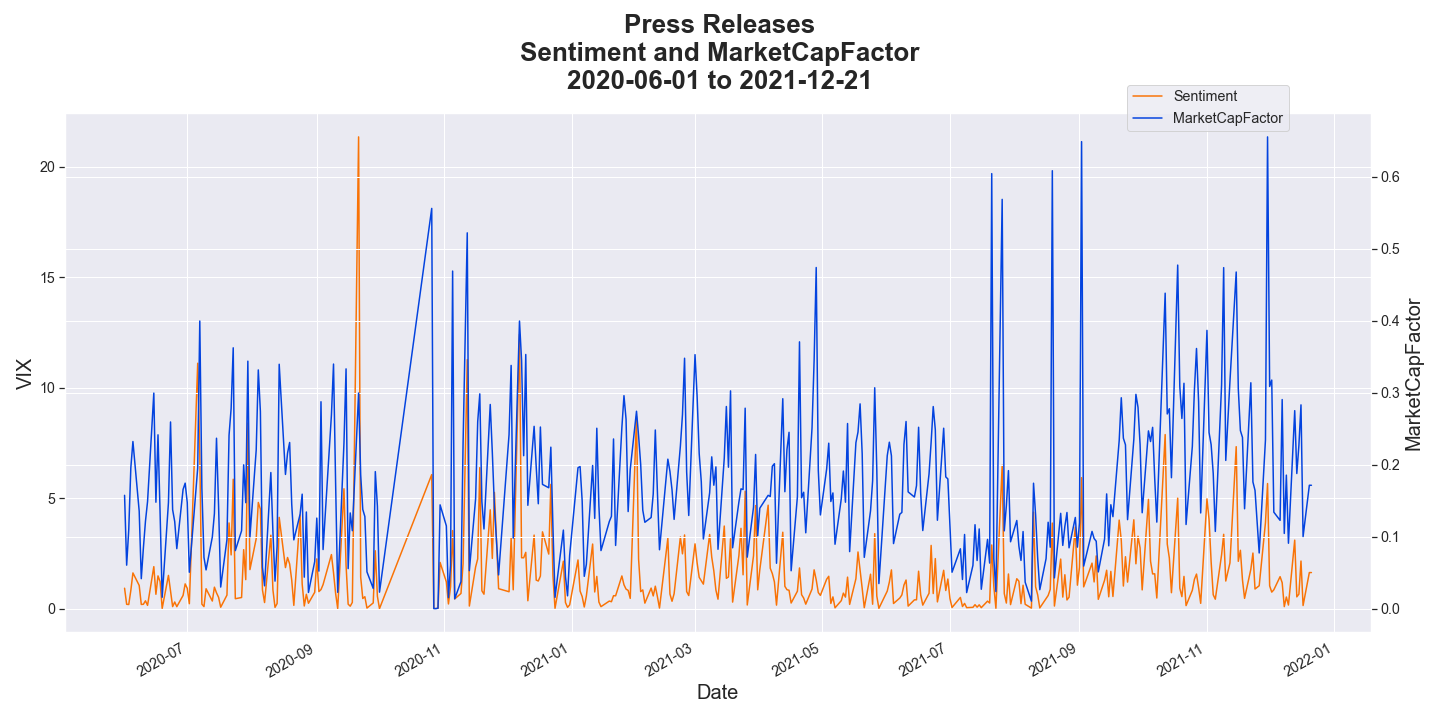 Press Releases
Sentiment and MarketCapFactor
2020-06-01 to 2021-12-21
Sentiment
MarketCapFactor
20
15
10
5
0
VIX
0.6
0.5
0.4
0.3
0.2
0.1
0.0
MarketCapFactor
2020-07
2020-09
2020-11
2021-01
2021-03
2021-05
2021-07
2021-09
2021-11
2022-01
Date